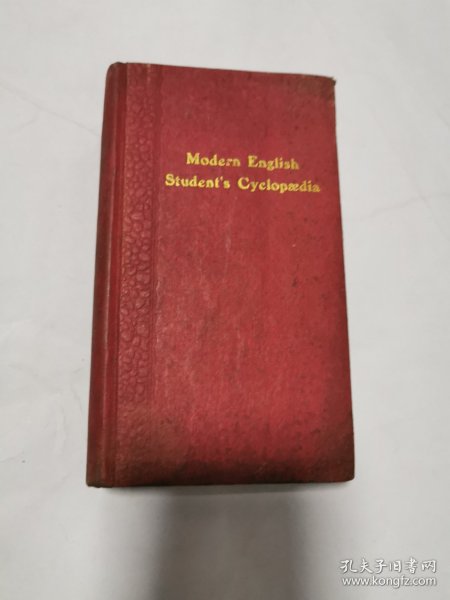 Modern English
Student's Cyclopædia
孔夫子旧书网
www.kongfz.com